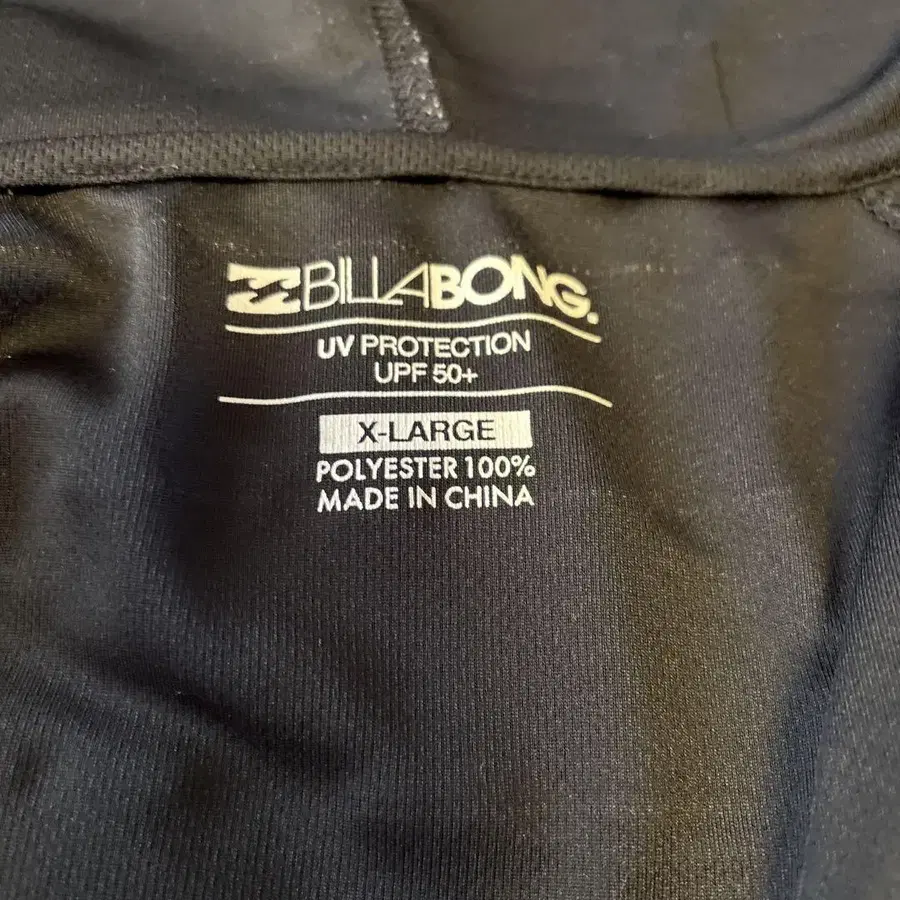 BILLABONG.
UV PROTECTION
UPF 50+
X-LARGE
POLYESTER 100%
MADE IN CHINA